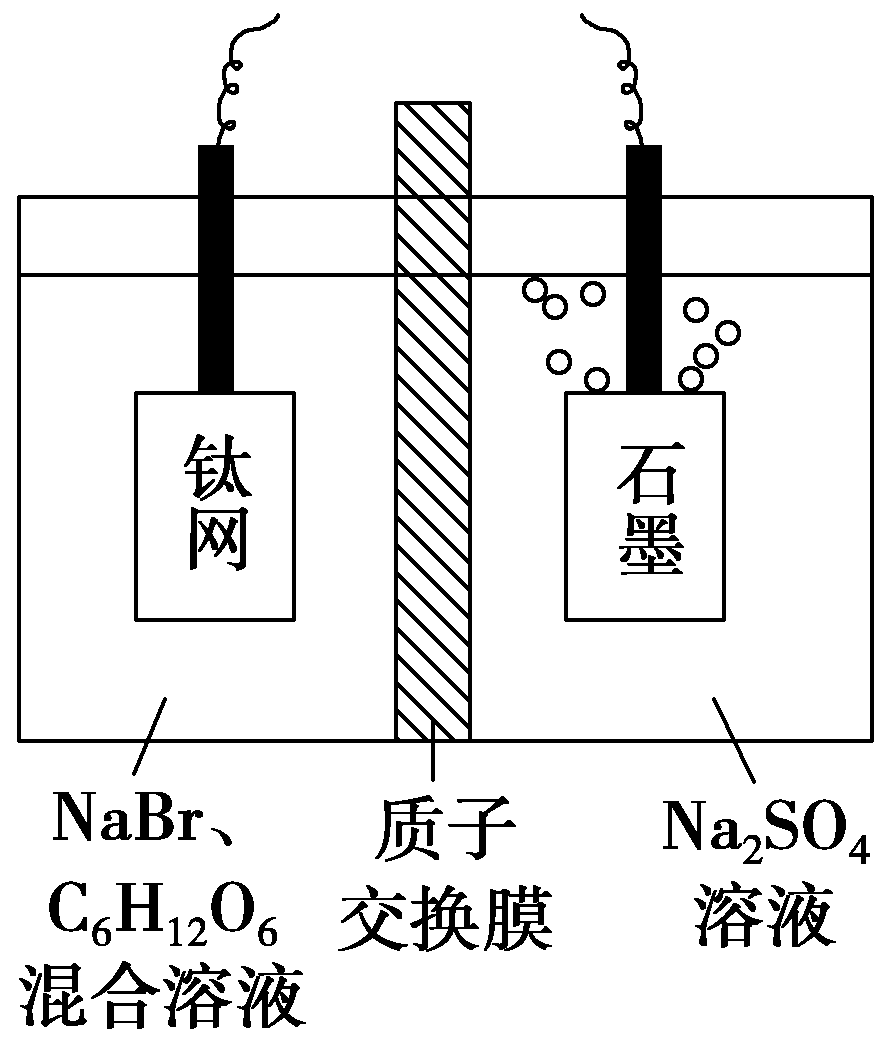 钛网
石墨
NaBr、
C₆H₁₂O₆
混合溶液
质子
交换膜
Na₂SO₄
溶液